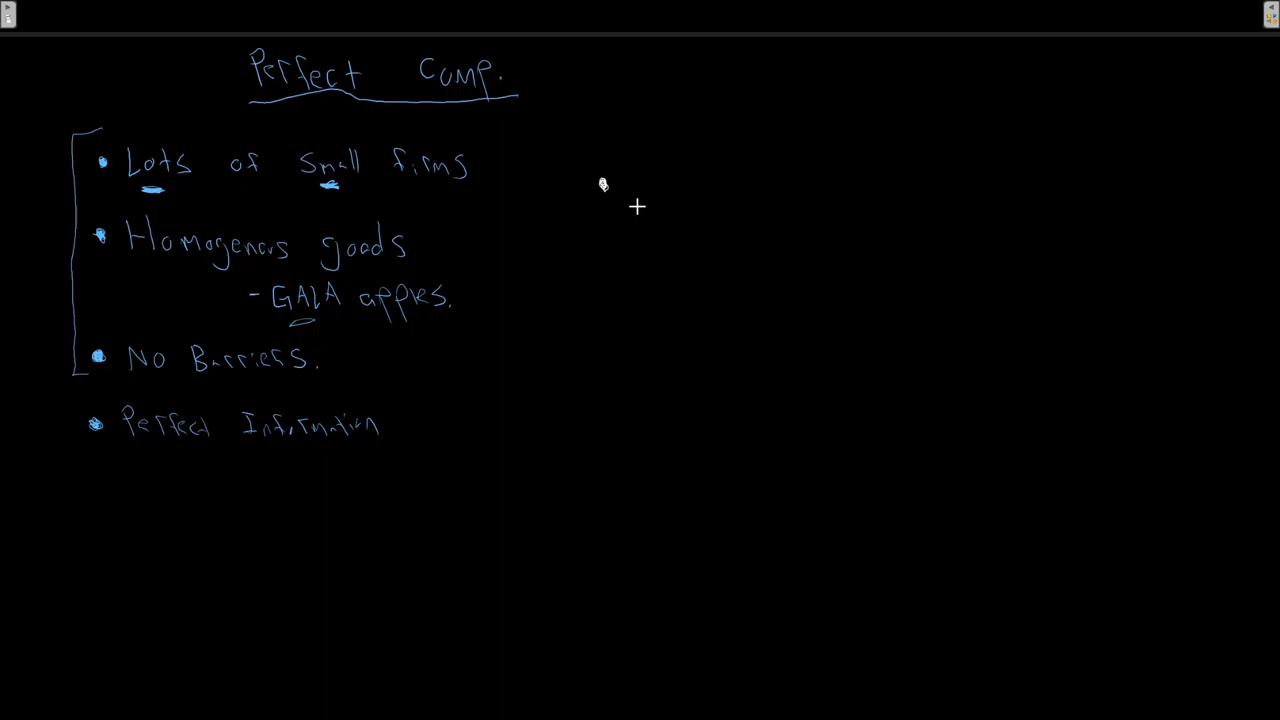 Perfect Comp.
• Lots of Small firms
• Homogenous goods
- GALA apples.
• No Barriers.
• Perfect Information